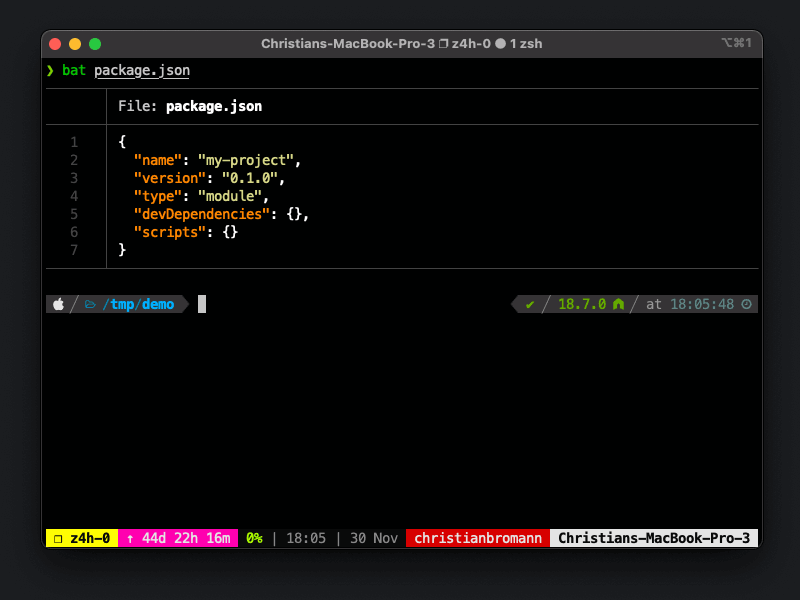 Christians-MacBook-Pro-3 ❐ z4h-0 ● 1 zsh ⌥⌘1
❯ bat package.json
File: package.json
1 {
2   "name": "my-project",
3   "version": "0.1.0",
4   "type": "module",
5   "devDependencies": {},
6   "scripts": {}
7 }
/tmp/demo ✔ 18.7.0 at 18:05:48
❐ z4h-0 ↑ 44d 22h 16m 0% | 18:05 | 30 Nov christianbromann Christians-MacBook-Pro-3